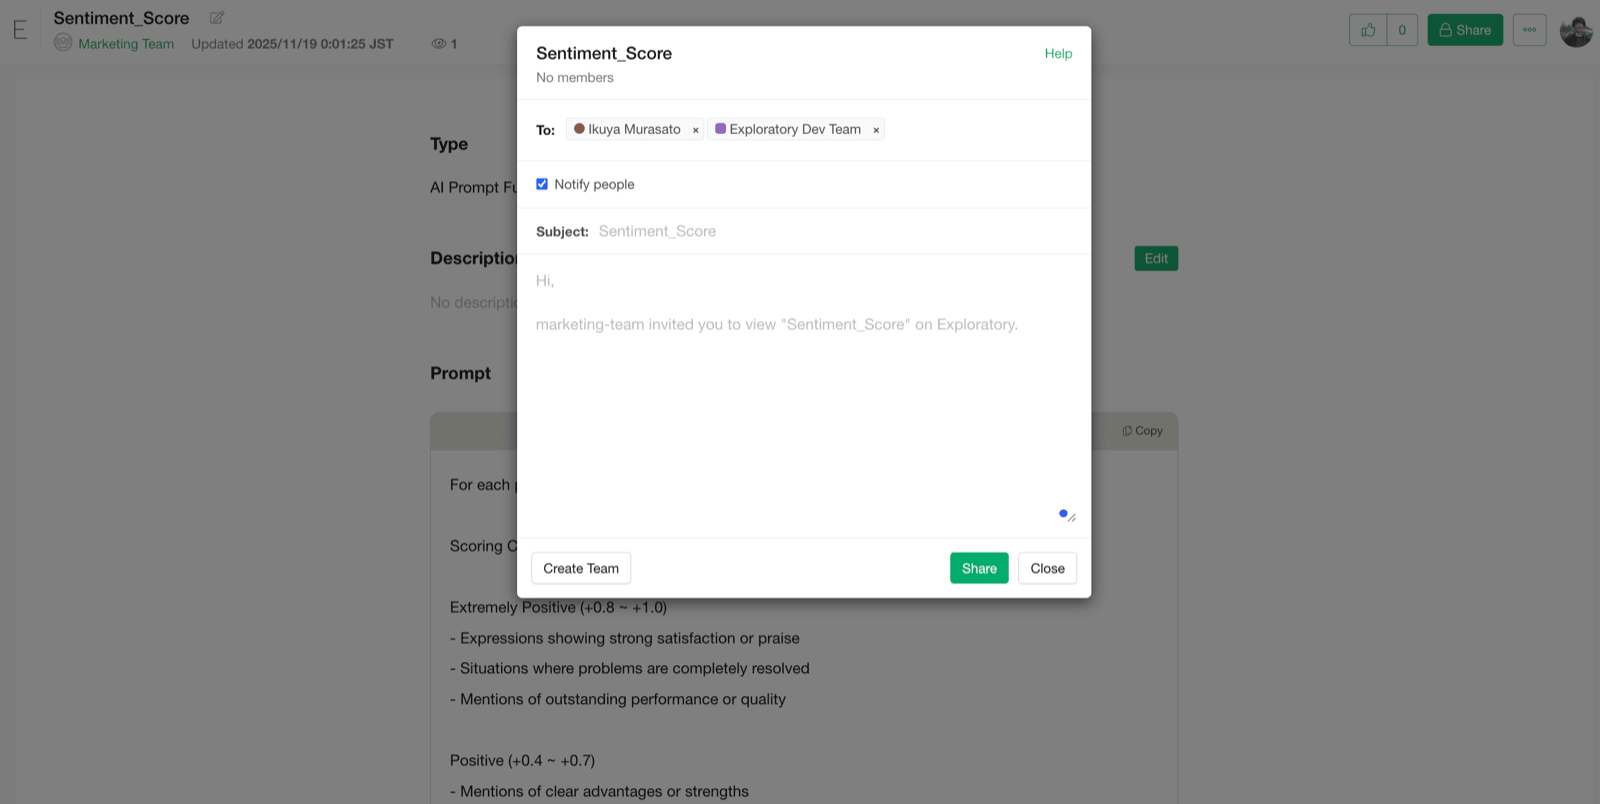 E
Sentiment_Score
Marketing Team Updated 2025/11/19 0:01:25 JST 1
0 Share
Sentiment_Score
Help
No members
To: Ikuya Murasato × Exploratory Dev Team ×
Notify people
Subject: Sentiment_Score
Hi,
marketing-team invited you to view "Sentiment_Score" on Exploratory.
Create Team
Share
Close
Type
AI Prompt Fu
Description
Edit
No descripti
Prompt
Copy
For each
Scoring C
Extremely Positive (+0.8 ~ +1.0)
- Expressions showing strong satisfaction or praise
- Situations where problems are completely resolved
- Mentions of outstanding performance or quality
Positive (+0.4 ~ +0.7)
- Mentions of clear advantages or strengths